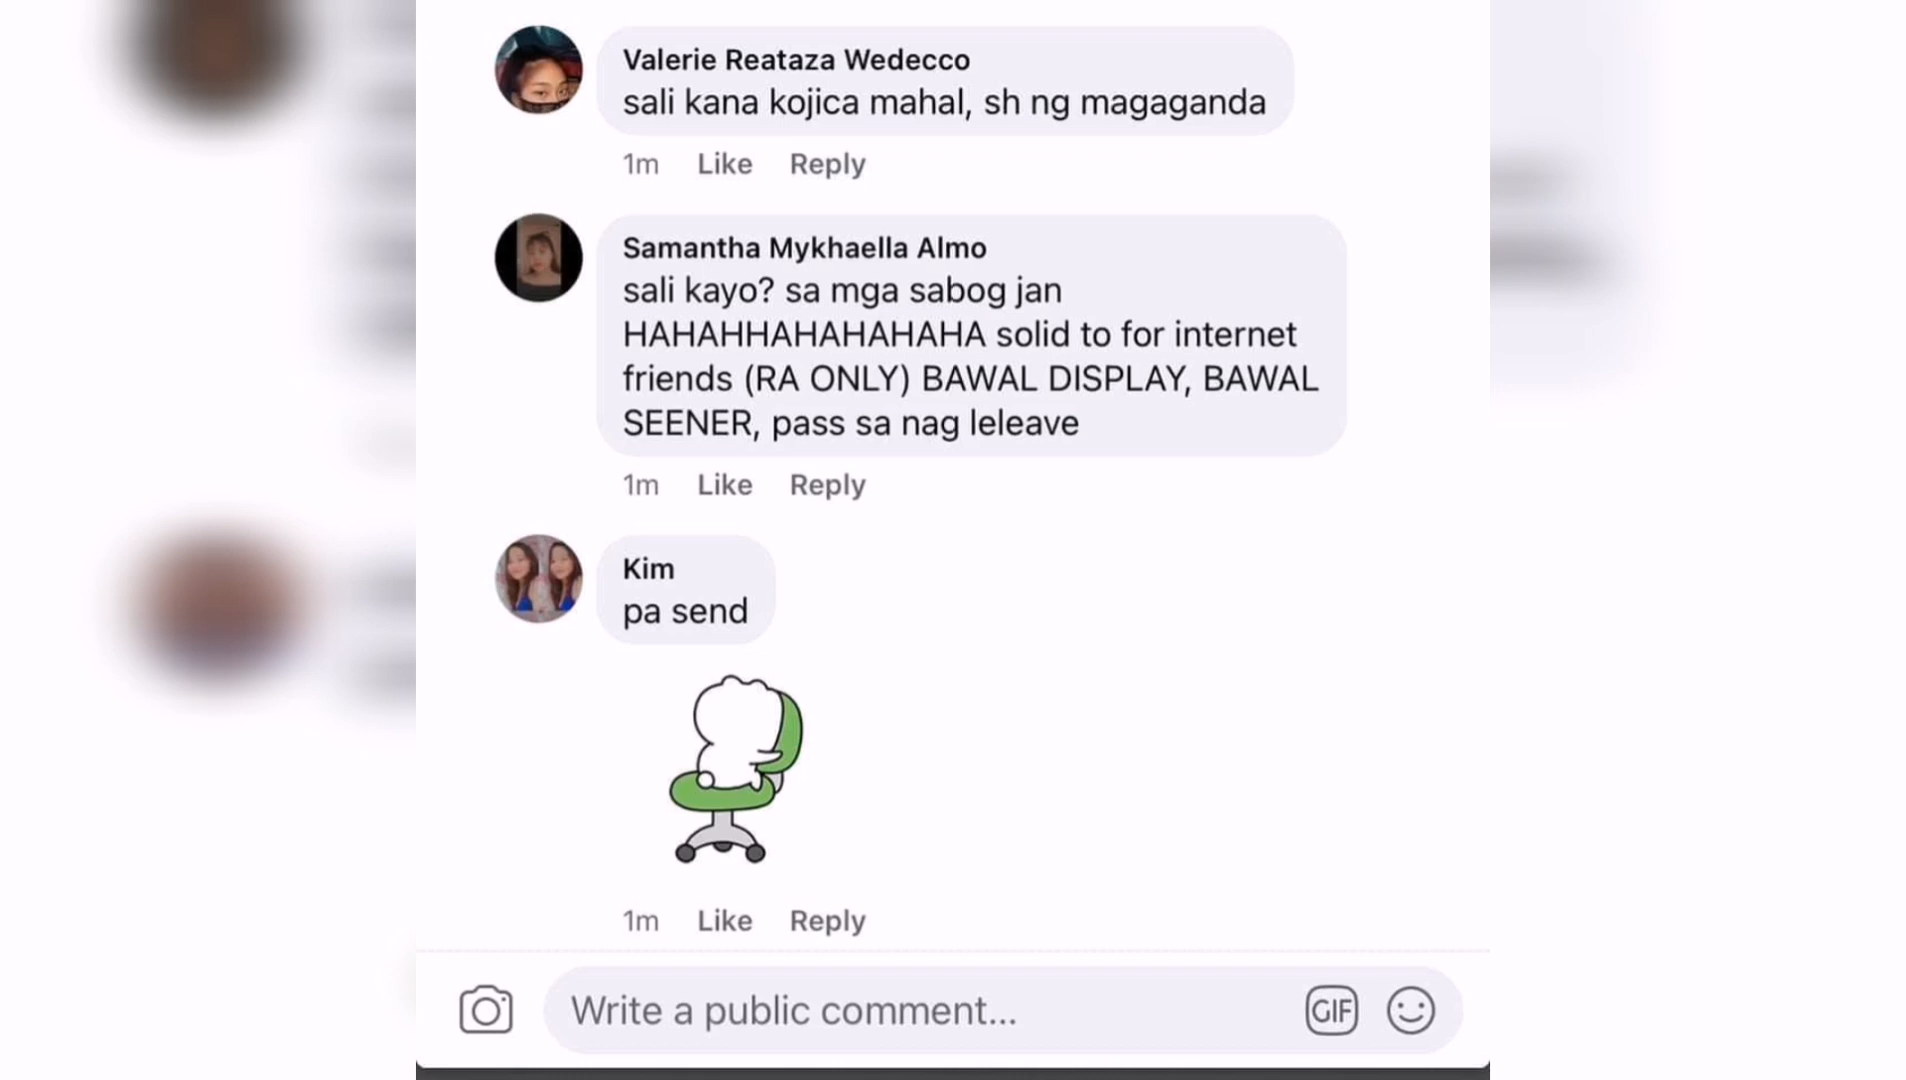 Valerie Reataza Wedecco
sali kana kojica mahal, sh ng magaganda
1m Like Reply
Samantha Mykhaella Almo
sali kayo? sa mga sabog jan
HAHAHHAHAHAHAHA solid to for internet
friends (RA ONLY) BAWAL DISPLAY, BAWAL
SEENER, pass sa nag leleave
1m Like Reply
Kim
pa send
1m Like Reply
Write a public comment...
GIF